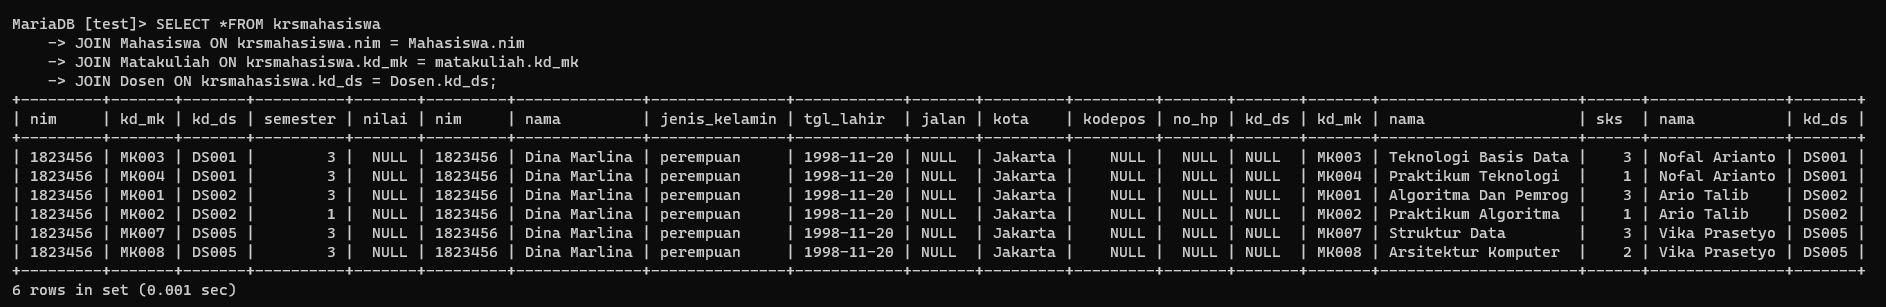 MariaDB [test]> SELECT *FROM krsmahasiswa
    -> JOIN Mahasiswa ON krsmahasiswa.nim = Mahasiswa.nim
    -> JOIN Matakuliah ON krsmahasiswa.kd_mk = matakuliah.kd_mk
    -> JOIN Dosen ON krsmahasiswa.kd_ds = Dosen.kd_ds;
+---------+-------+-------+----------+-------+---------+--------------+---------------+------------+-------+---------+---------+-------+-------+-------+----------------------+------+---------------+-------+
| nim     | kd_mk | kd_ds | semester | nilai | nim     | nama         | jenis_kelamin | tgl_lahir  | jalan | kota    | kodepos | no_hp | kd_ds | kd_mk | nama                 | sks  | nama          | kd_ds |
+---------+-------+-------+----------+-------+---------+--------------+---------------+------------+-------+---------+---------+-------+-------+-------+----------------------+------+---------------+-------+
| 1823456 | MK003 | DS001 |        3 |  NULL | 1823456 | Dina Marlina | perempuan     | 1998-11-20 | NULL  | Jakarta |    NULL |  NULL | NULL  | MK003 | Teknologi Basis Data |    3 | Nofal Arianto | DS001 |
| 1823456 | MK004 | DS001 |        3 |  NULL | 1823456 | Dina Marlina | perempuan     | 1998-11-20 | NULL  | Jakarta |    NULL |  NULL | NULL  | MK004 | Praktikum Teknologi  |    1 | Nofal Arianto | DS001 |
| 1823456 | MK001 | DS002 |        3 |  NULL | 1823456 | Dina Marlina | perempuan     | 1998-11-20 | NULL  | Jakarta |    NULL |  NULL | NULL  | MK001 | Algoritma Dan Pemrog |    3 | Ario Talib    | DS002 |
| 1823456 | MK002 | DS002 |        1 |  NULL | 1823456 | Dina Marlina | perempuan     | 1998-11-20 | NULL  | Jakarta |    NULL |  NULL | NULL  | MK002 | Praktikum Algoritma  |    1 | Ario Talib    | DS002 |
| 1823456 | MK007 | DS005 |        3 |  NULL | 1823456 | Dina Marlina | perempuan     | 1998-11-20 | NULL  | Jakarta |    NULL |  NULL | NULL  | MK007 | Struktur Data        |    3 | Vika Prasetyo | DS005 |
| 1823456 | MK008 | DS005 |        3 |  NULL | 1823456 | Dina Marlina | perempuan     | 1998-11-20 | NULL  | Jakarta |    NULL |  NULL | NULL  | MK008 | Arsitektur Komputer  |    2 | Vika Prasetyo | DS005 |
+---------+-------+-------+----------+-------+---------+--------------+---------------+------------+-------+---------+---------+-------+-------+-------+----------------------+------+---------------+-------+
6 rows in set (0.001 sec)